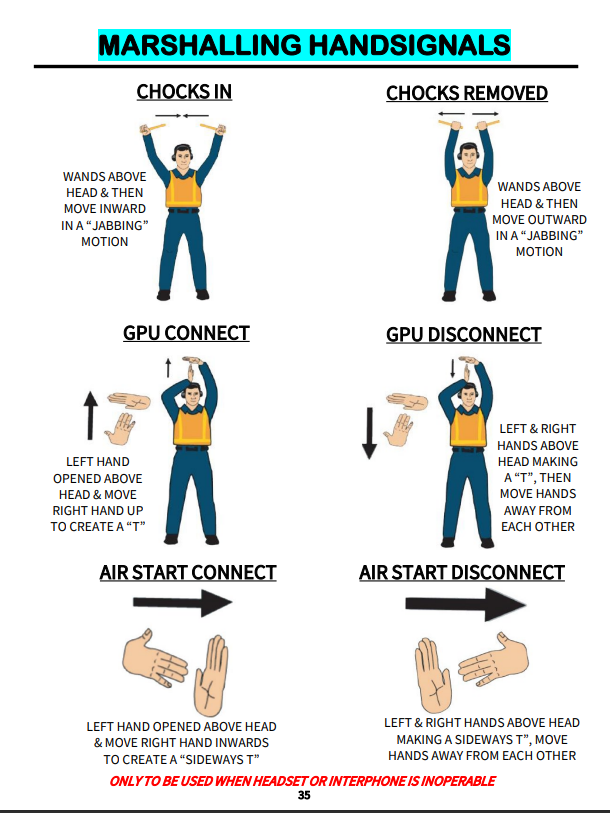 MARSHALLING HANDSIGNALS
CHOCKS IN
WANDS ABOVE
HEAD & THEN
MOVE INWARD
IN A “JABBING”
MOTION
CHOCKS REMOVED
WANDS ABOVE
HEAD & THEN
MOVE OUTWARD
IN A “JABBING”
MOTION
GPU CONNECT
LEFT HAND
OPENED ABOVE
HEAD & MOVE
RIGHT HAND UP
TO CREATE A “T”
GPU DISCONNECT
LEFT & RIGHT
HANDS ABOVE
HEAD MAKING
A “T”, THEN
MOVE HANDS
AWAY FROM
EACH OTHER
AIR START CONNECT
LEFT HAND OPENED ABOVE HEAD
& MOVE RIGHT HAND INWARDS
TO CREATE A “SIDEWAYS T”
AIR START DISCONNECT
LEFT & RIGHT HANDS ABOVE HEAD
MAKING A SIDEWAYS T”, MOVE
HANDS AWAY FROM EACH OTHER
ONLY TO BE USED WHEN HEADSET OR INTERPHONE IS INOPERABLE
35